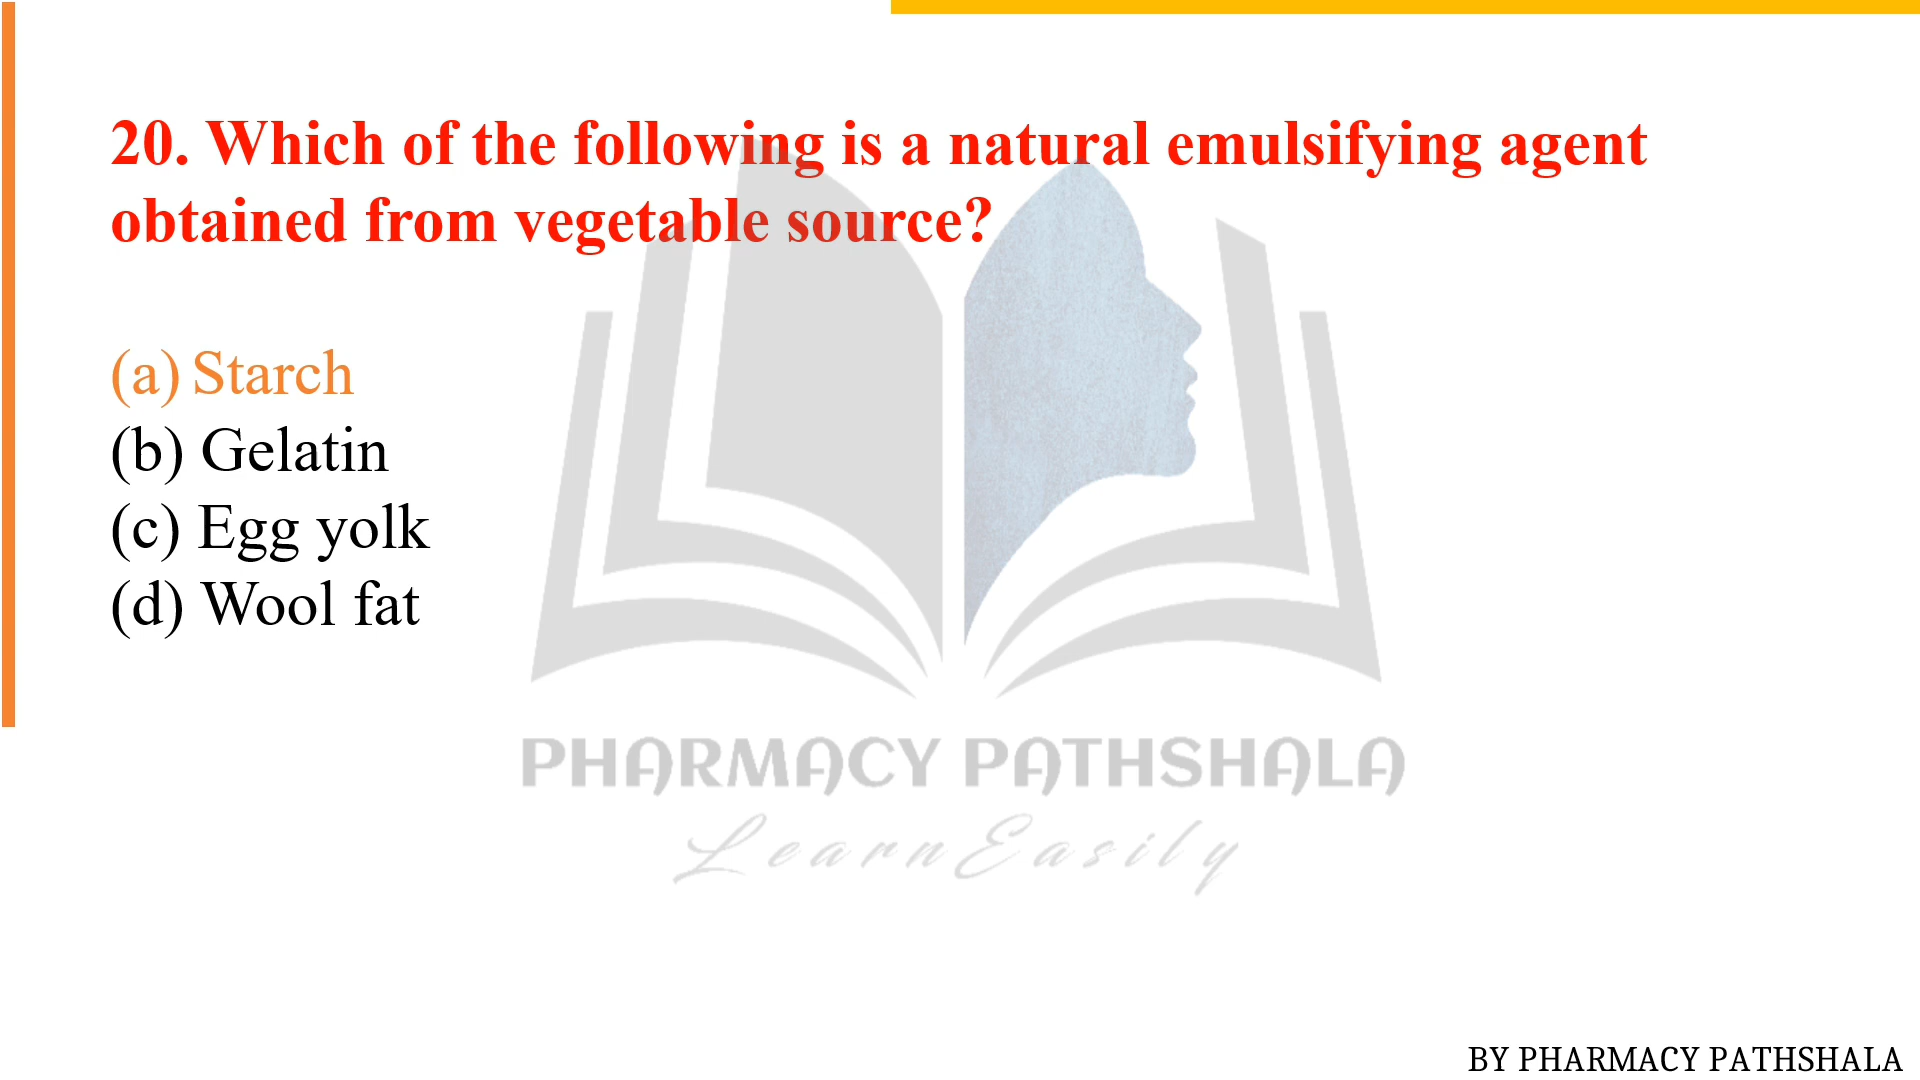 20. Which of the following is a natural emulsifying agent
obtained from vegetable source?
(a) Starch
(b) Gelatin
(c) Egg yolk
(d) Wool fat
PHARMACY PATHSHALA
Learn Easily
BY PHARMACY PATHSHALA